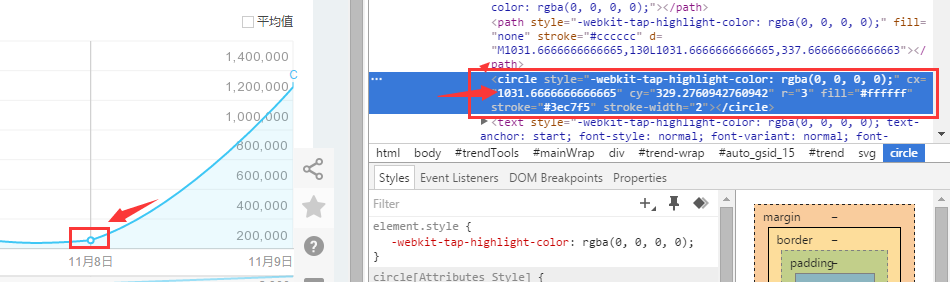 平均值
1,400,000
1,200,000
1,000,000
800,000
600,000
400,000
200,000
11月8日
11月9日
color: rgba(0, 0, 0, 0);"></path>
<path style="-webkit-tap-highlight-color: rgba(0, 0, 0, 0);" fill=
"none" stroke="#cccccc" d=
"M1031.6666666666665,130L1031.6666666666665,337.66666666666663"></
path>
<circle style="-webkit-tap-highlight-color: rgba(0, 0, 0, 0);" cx=
"1031.6666666666665" cy="329.2760942760942" r="3" fill="#ffffff"
stroke="#3ec7f5" stroke-width="2"></circle>
<text style="-webkit-tap-highlight-color: rgba(0, 0, 0, 0); text-
anchor: start; font-style: normal; font-variant: normal; font-
html body #trendTools #mainWrap div #trend-wrap #auto_gsid_15 #trend svg circle
Styles Event Listeners DOM Breakpoints Properties
Filter
element.style {
-webkit-tap-highlight-color: rgba(0, 0, 0, 0);
}
circle[Attributes Style] {
margin –
border –
padding–